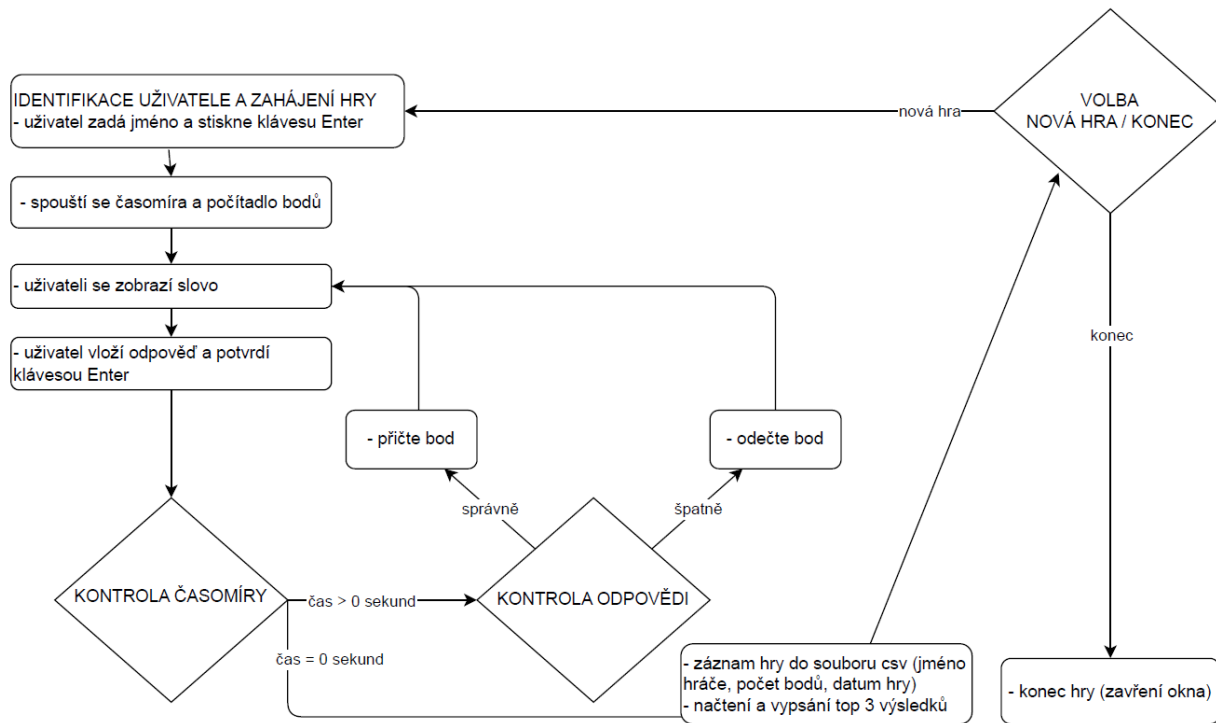 IDENTIFIKACE UŽIVATELE A ZAHÁJENÍ HRY
- uživatel zadá jméno a stiskne klávesu Enter
- spouští se časomíra a počítadlo bodů
- uživateli se zobrazí slovo
- uživatel vloží odpověď a potvrdí
klávesou Enter
KONTROLA ČASOMÍRY
čas > 0 sekund
čas = 0 sekund
KONTROLA ODPOVĚDI
správně
špatně
- přičte bod
- odečte bod
- záznam hry do souboru csv (jméno
hráče, počet bodů, datum hry)
- načtení a vypsání top 3 výsledků
VOLBA
NOVÁ HRA / KONEC
nová hra
konec
- konec hry (zavření okna)